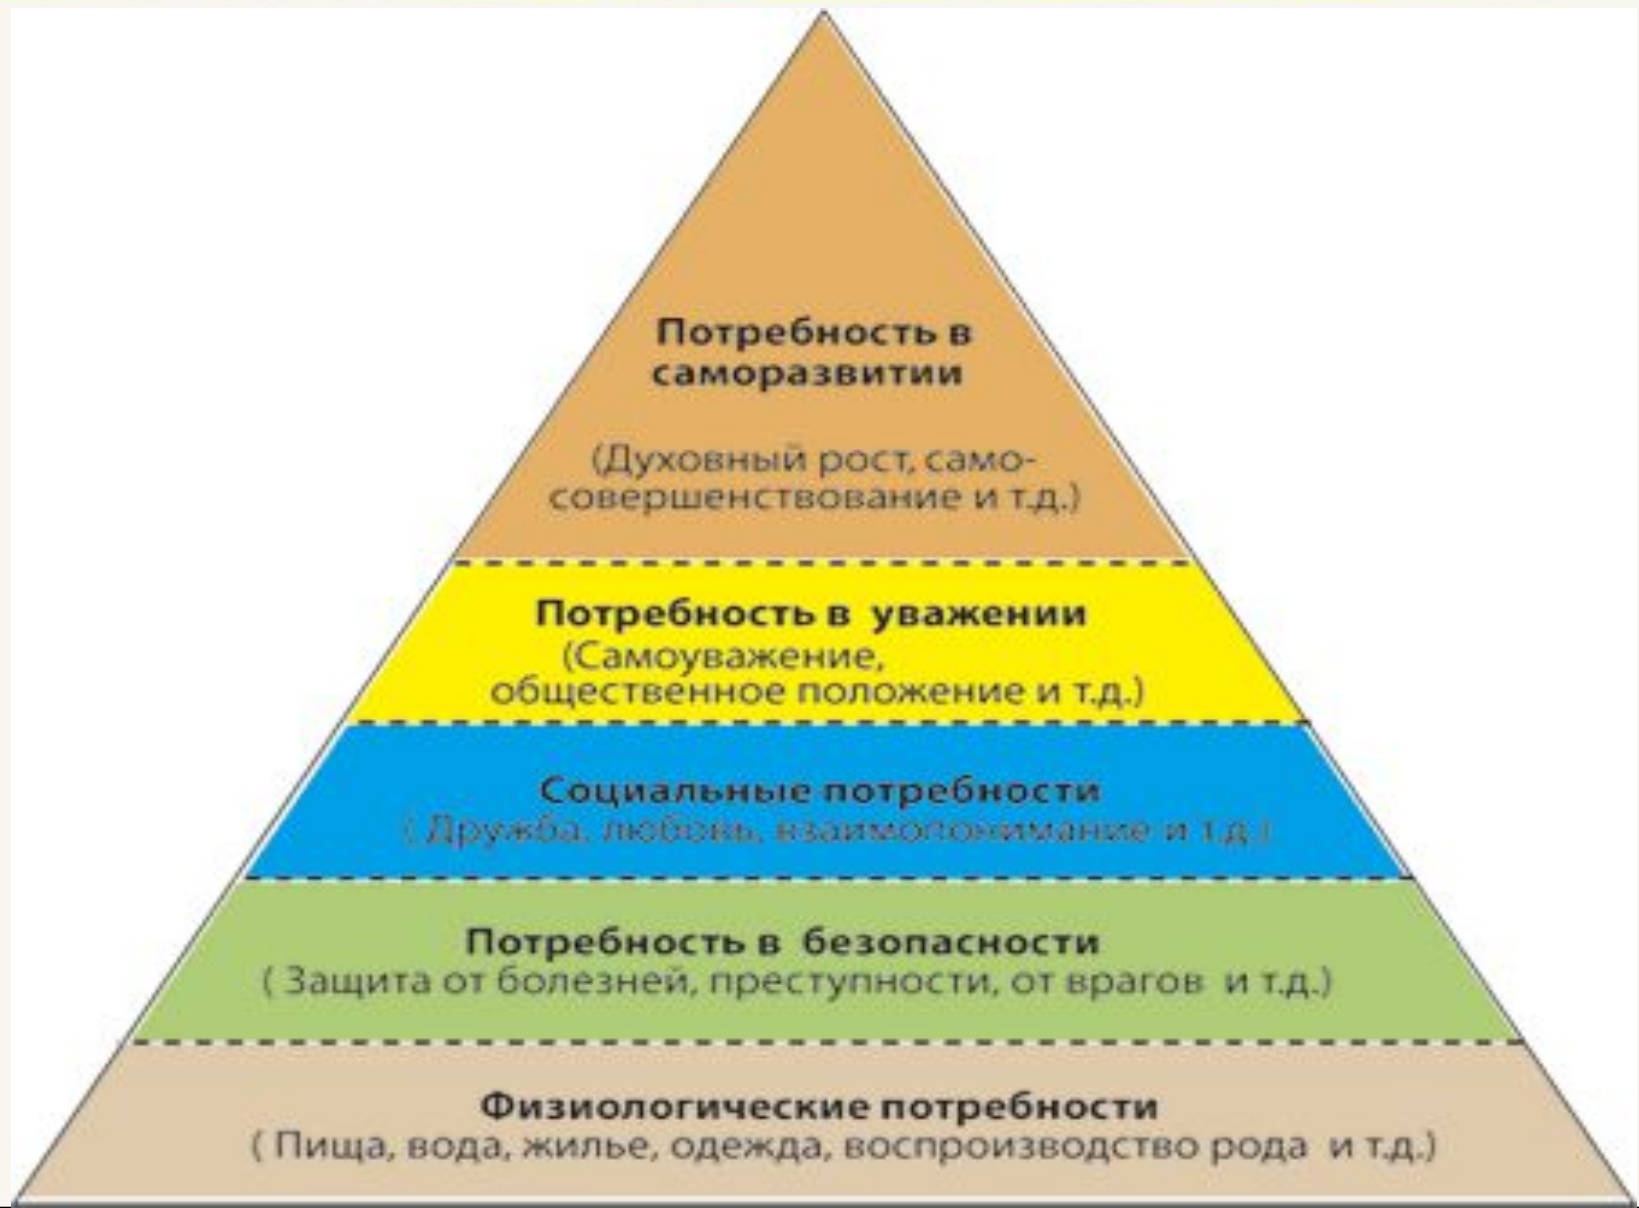 Потребность в
саморазвитии
(Духовный рост, само-
совершенствование и т.д.)
Потребность в уважении
(Самоуважение,
общественное положение и т.д.)
Социальные потребности
( Дружба, любовь, взаимопонимание и т.д.)
Потребность в безопасности
( Защита от болезней, преступности, от врагов и т.д.)
Физиологические потребности
( Пища, вода, жилье, одежда, воспроизводство рода и т.д.)